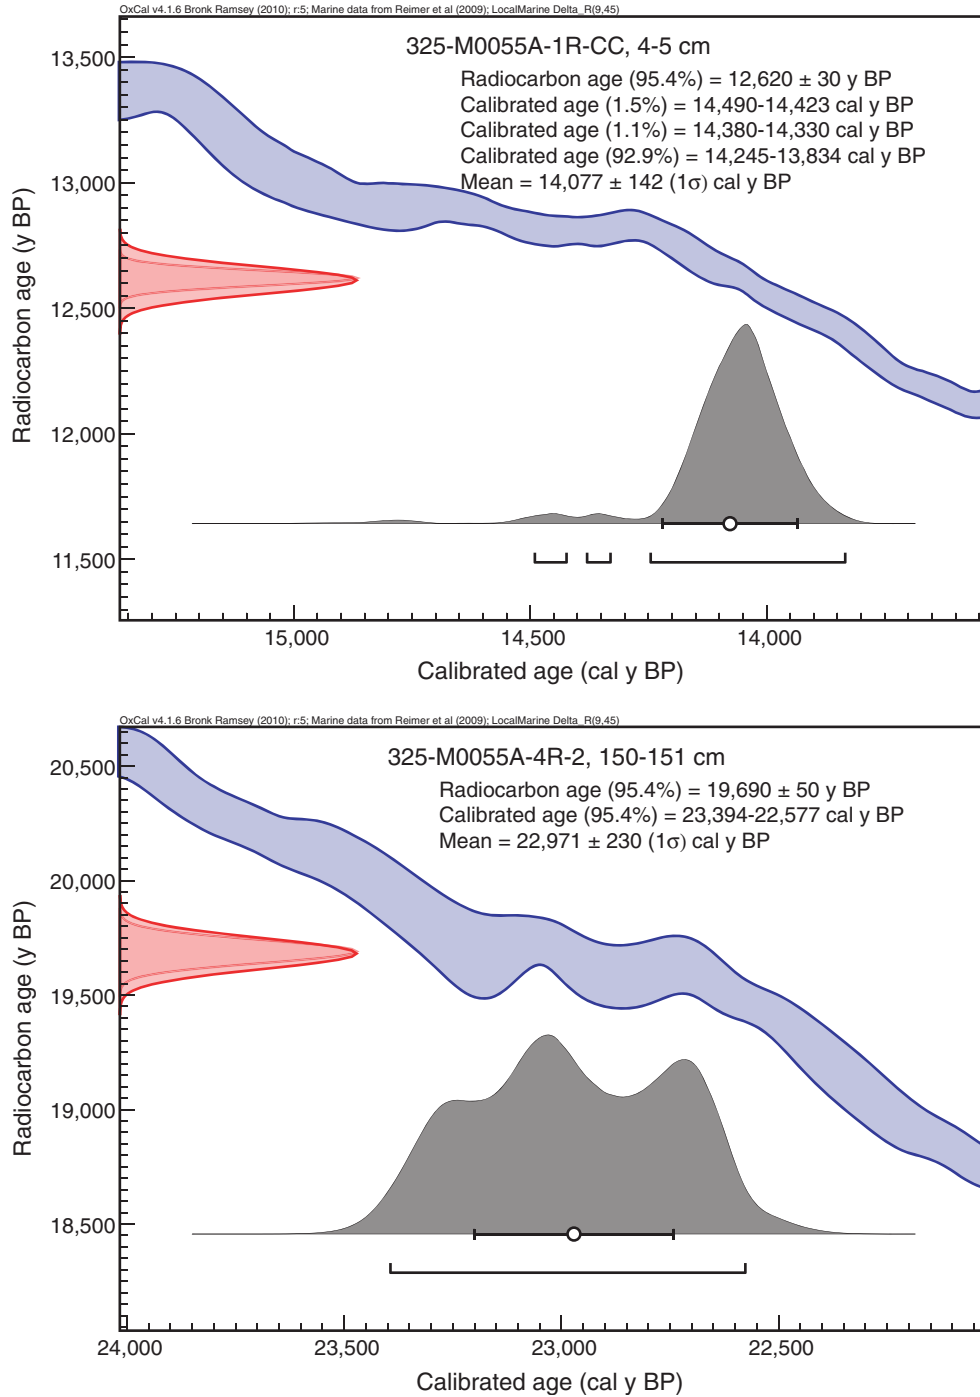 OxCal v4.1.6 Bronk Ramsey (2010); r:5; Marine data from Reimer et al (2009); LocalMarine Delta_R(9,45)
325-M0055A-1R-CC, 4-5 cm
Radiocarbon age (95.4%) = 12,620 ± 30 y BP
Calibrated age (1.5%) = 14,490-14,423 cal y BP
Calibrated age (1.1%) = 14,380-14,330 cal y BP
Calibrated age (92.9%) = 14,245-13,834 cal y BP
Mean = 14,077 ± 142 (1σ) cal y BP
Radiocarbon age (y BP)
13,500
13,000
12,500
12,000
11,500
15,000
14,500
14,000
Calibrated age (cal y BP)
OxCal v4.1.6 Bronk Ramsey (2010); r:5; Marine data from Reimer et al (2009); LocalMarine Delta_R(9,45)
325-M0055A-4R-2, 150-151 cm
Radiocarbon age (95.4%) = 19,690 ± 50 y BP
Calibrated age (95.4%) = 23,394-22,577 cal y BP
Mean = 22,971 ± 230 (1σ) cal y BP
Radiocarbon age (y BP)
20,500
20,000
19,500
19,000
18,500
24,000
23,500
23,000
22,500
Calibrated age (cal y BP)